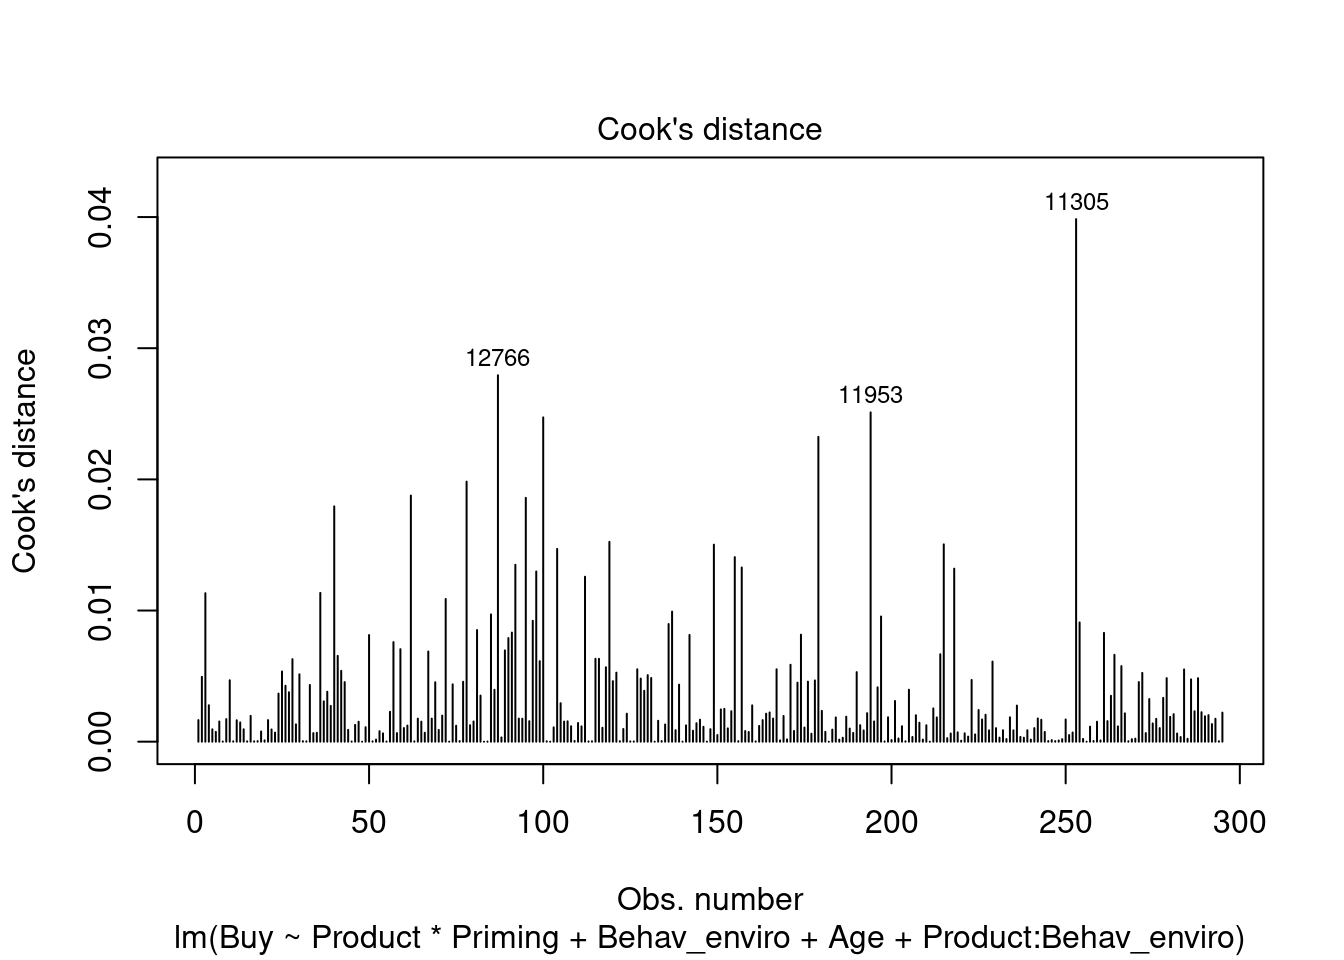 Cook's distance
11305
12766
11953
0.04
0.03
0.02
0.01
0.00
Cook's distance
0 50 100 150 200 250 300
Obs. number
lm(Buy ~ Product * Priming + Behav_enviro + Age + Product:Behav_enviro)